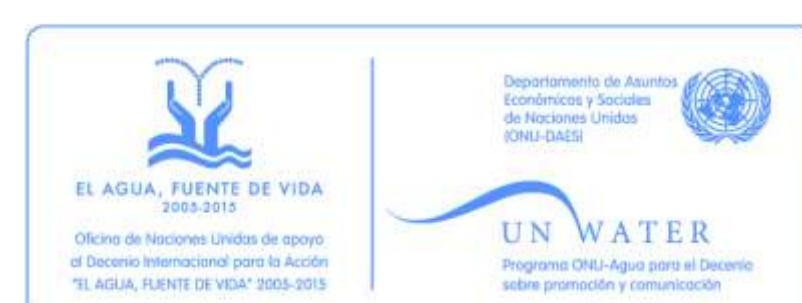 EL AGUA, FUENTE DE VIDA
2005-2015
Oficina de Naciones Unidas de apoyo
al Decenio Internacional para la Acción
"EL AGUA, FUENTE DE VIDA" 2005-2015
Departamento de Asuntos
Económicos y Sociales
de Naciones Unidas
(ONU-DAES)
UN WATER
Programa ONU-Agua para el Decenio
sobre promoción y comunicación